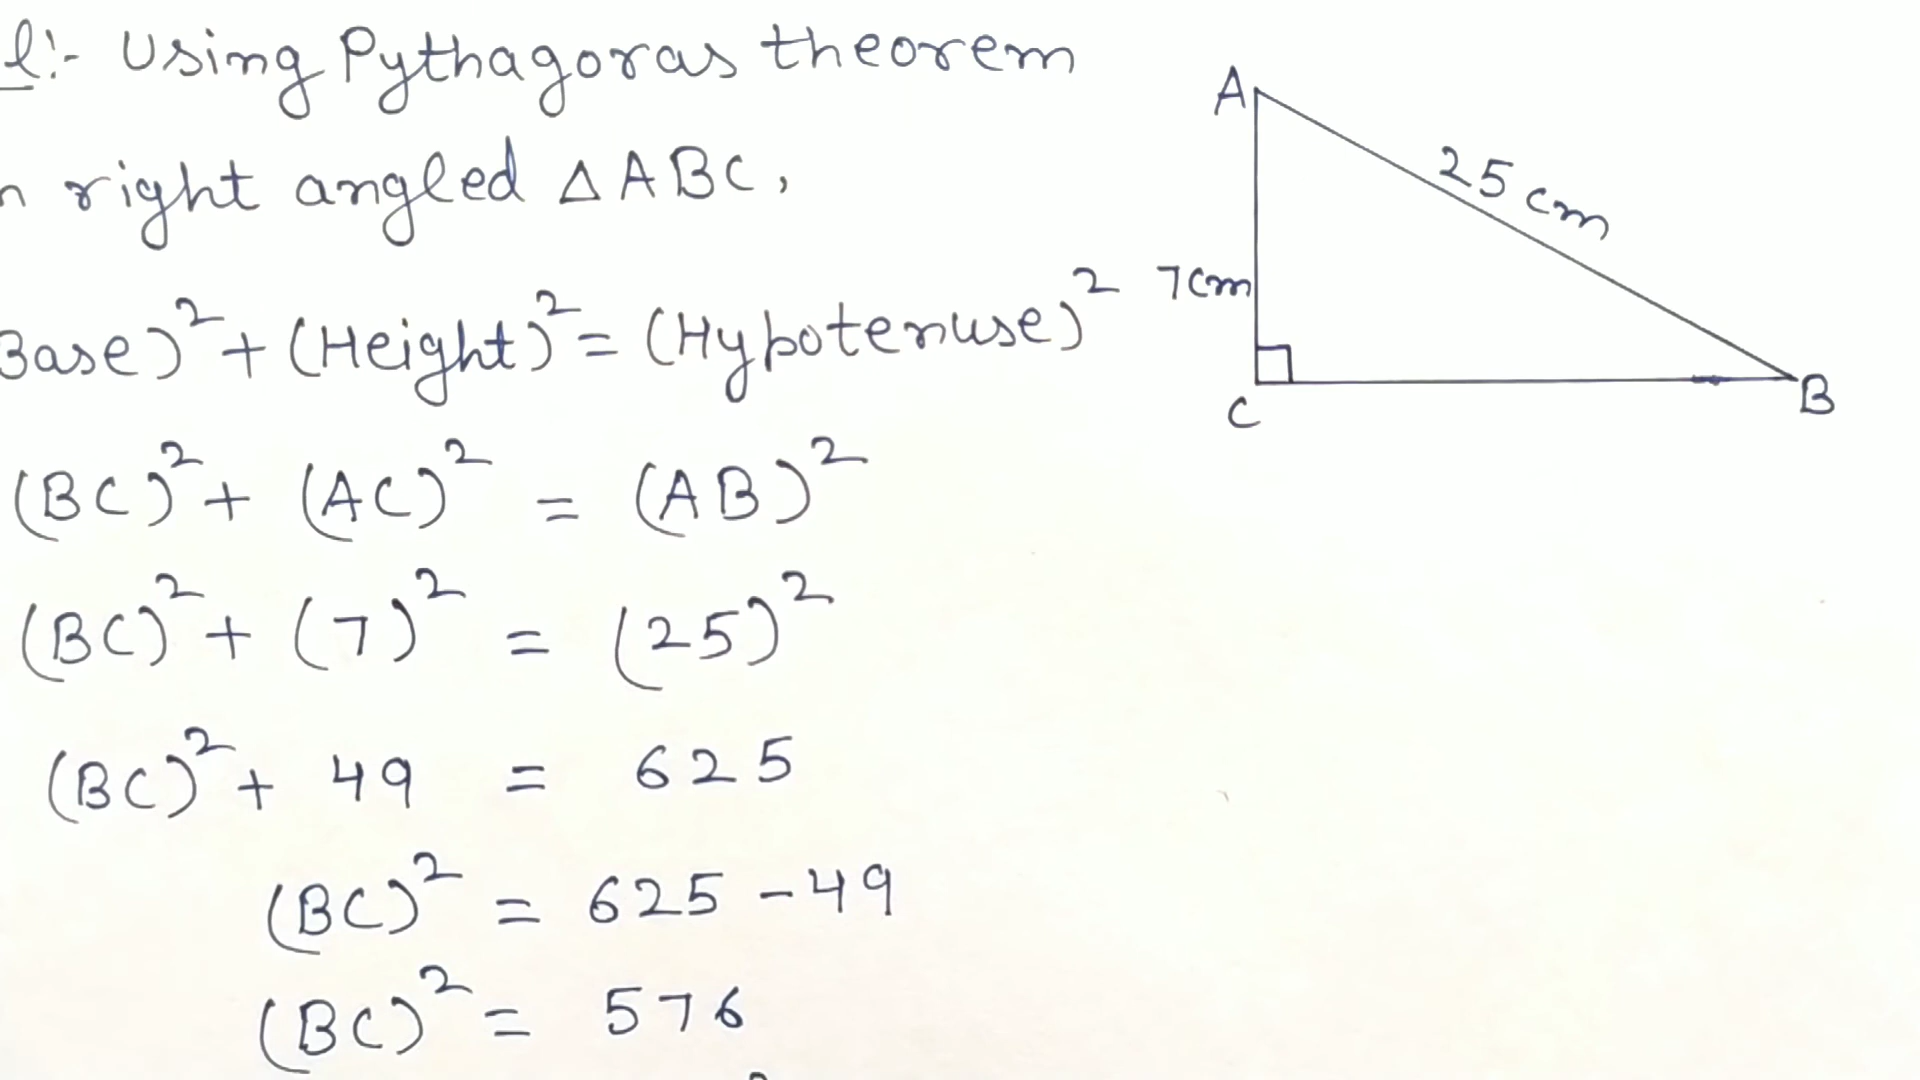 l:- Using Pythagoras theorem
n right angled △ABC,
Base)²+(Height)²=(Hypotenuse)²
(BC)²+ (AC)² = (AB)²
(BC)²+ (7)² = (25)²
(BC)²+ 49 = 625
(BC)² = 625 - 49
(BC)² = 576
A
25 cm
7cm
C
B